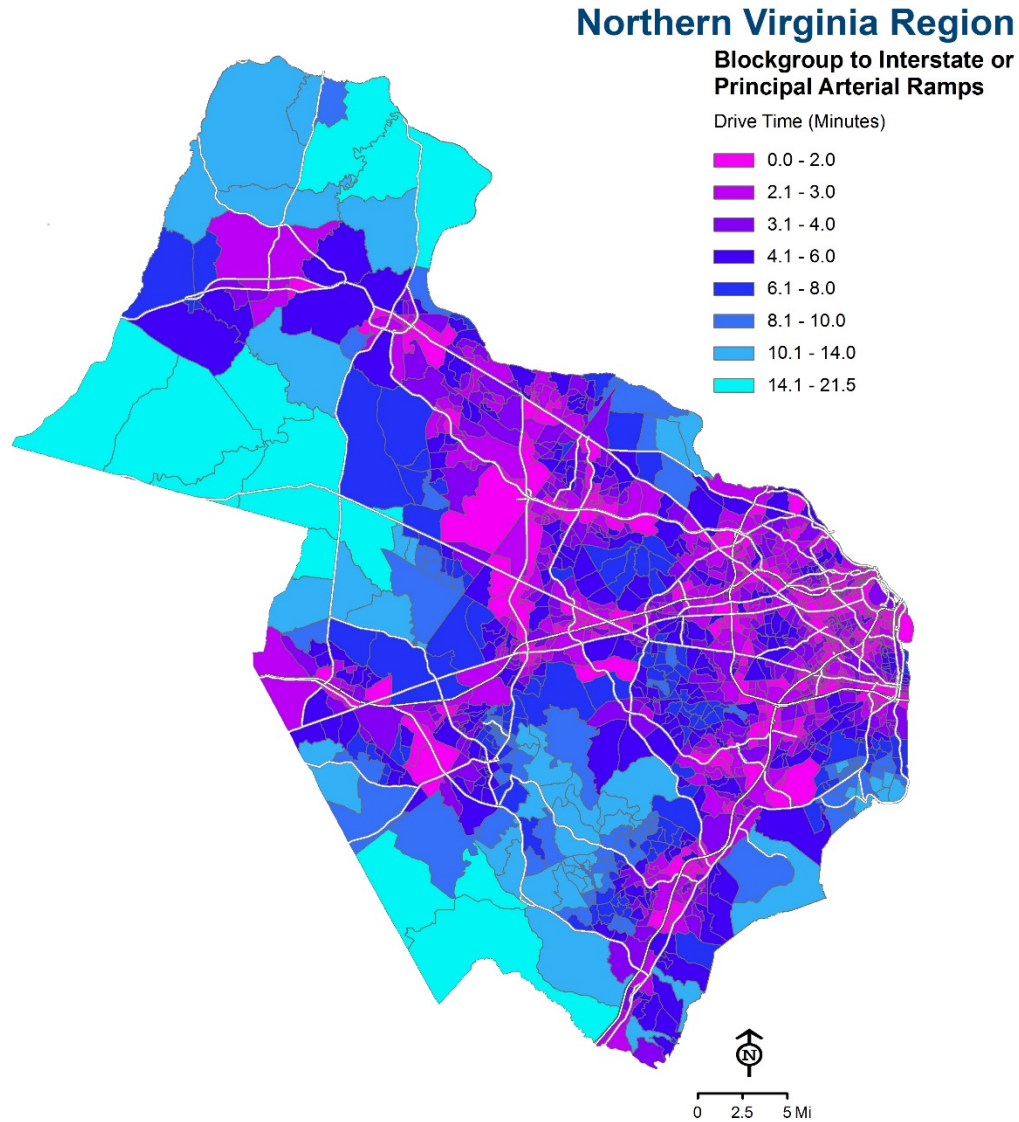 Northern Virginia Region
Blockgroup to Interstate or
Principal Arterial Ramps
Drive Time (Minutes)
0.0 - 2.0
2.1 - 3.0
3.1 - 4.0
4.1 - 6.0
6.1 - 8.0
8.1 - 10.0
10.1 - 14.0
14.1 - 21.5
N
0 2.5 5 Mi